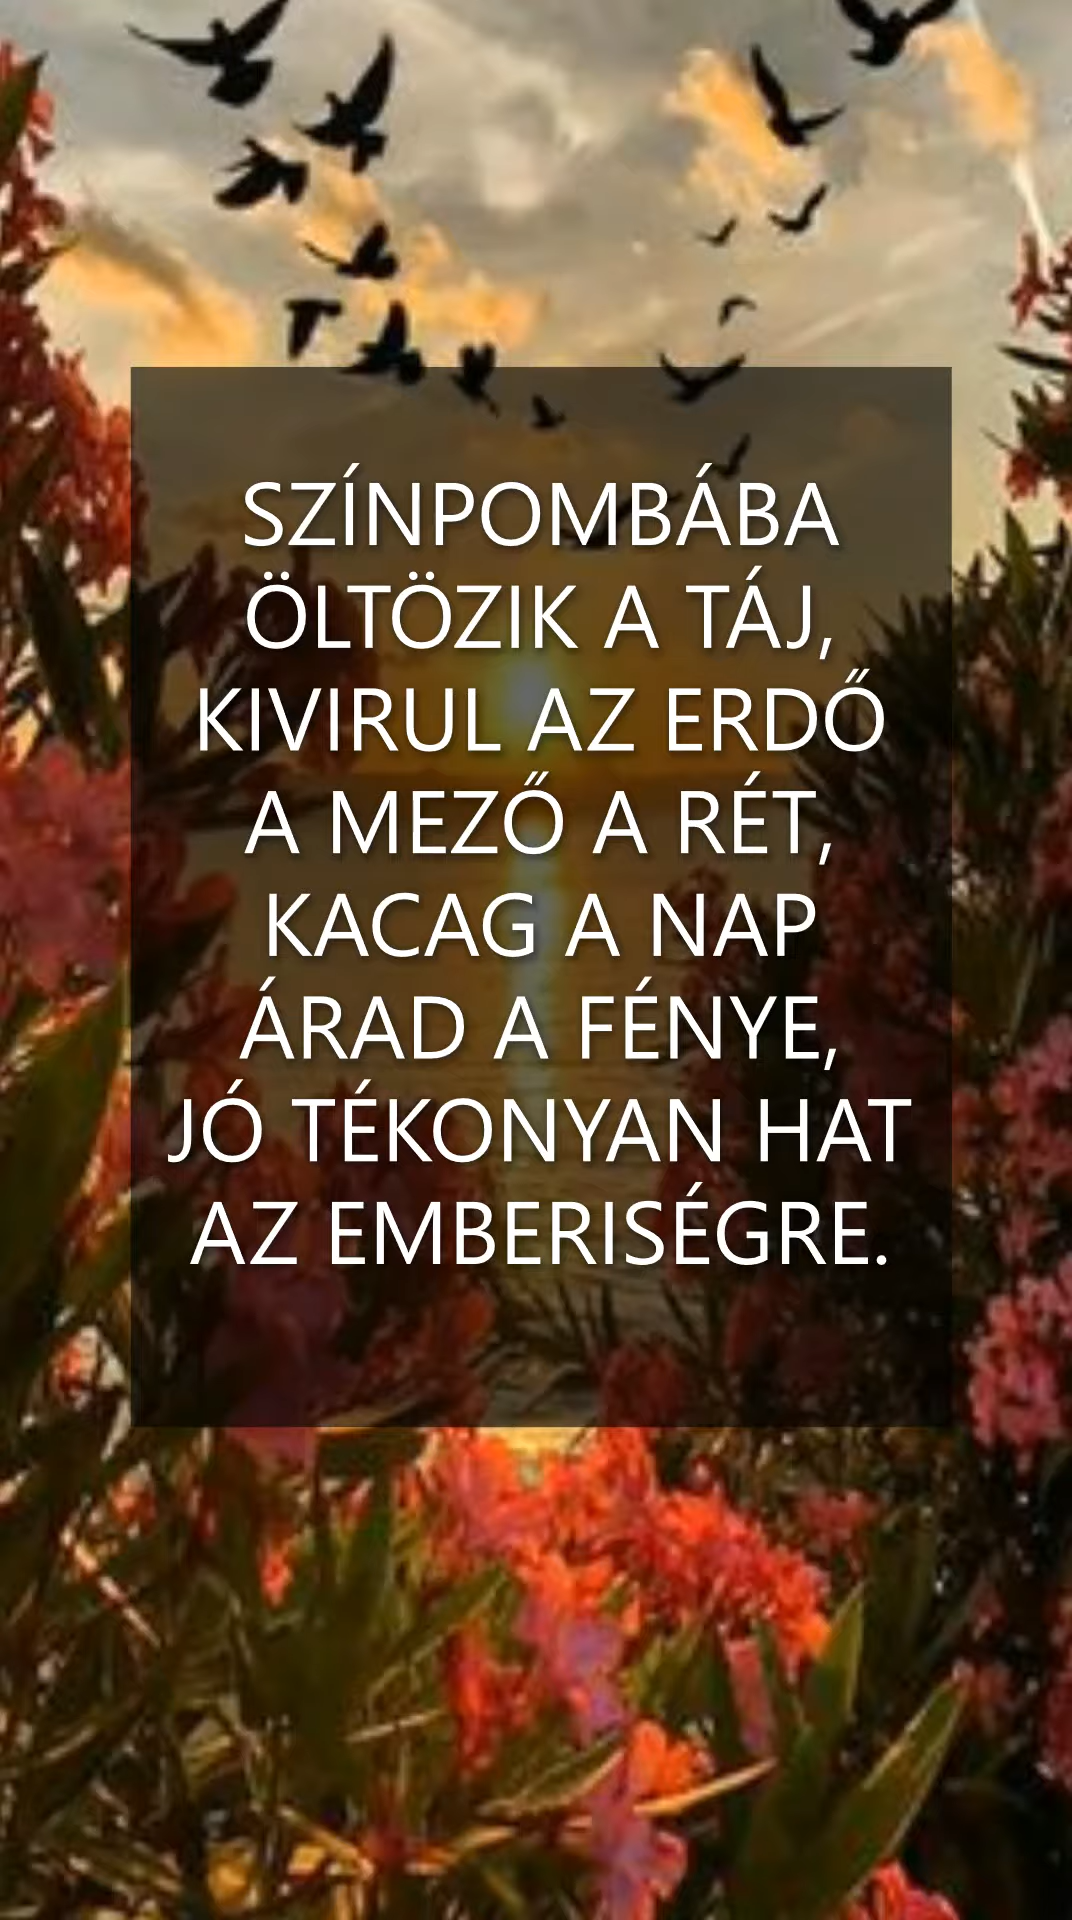 SZÍNPOMBÁBA
ÖLTÖZIK A TÁJ,
KIVIRUL AZ ERDŐ
A MEZŐ A RÉT,
KACAG A NAP
ÁRAD A FÉNYE,
JÓ TÉKONYAN HAT
AZ EMBERISÉGRE.